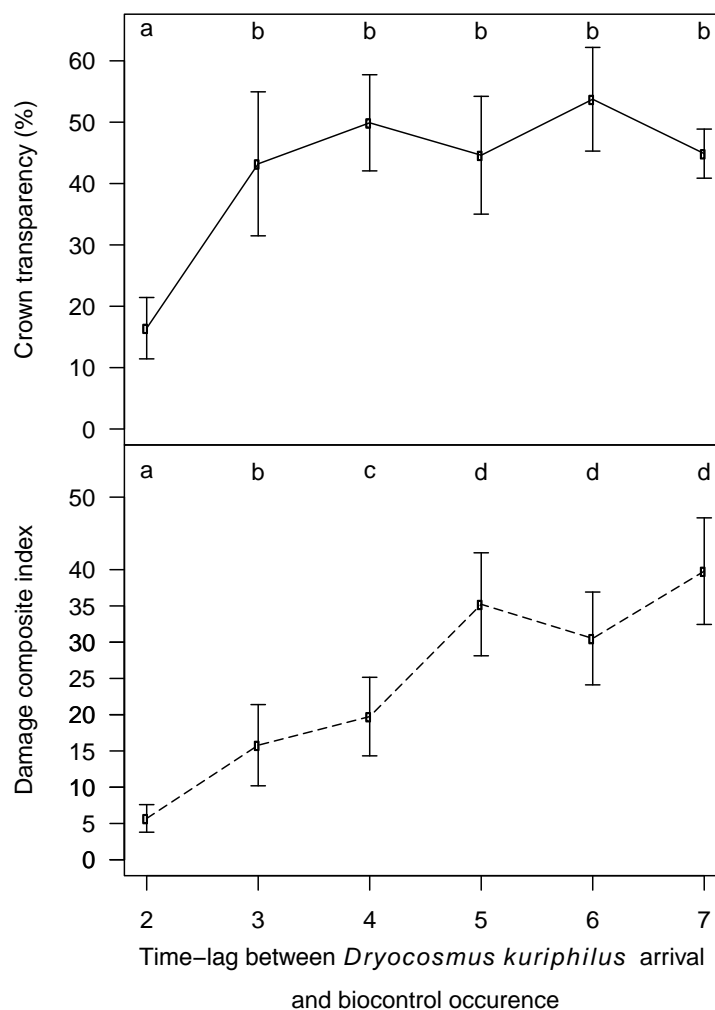 a b b b b b
60
50
40
30
20
10
0
Crown transparency (%)
a b c d d d
50
40
35
30
25
20
15
10
5
0
Damage composite index
2 3 4 5 6 7
Time−lag between Dryocosmus kuriphilus arrival
and biocontrol occurence